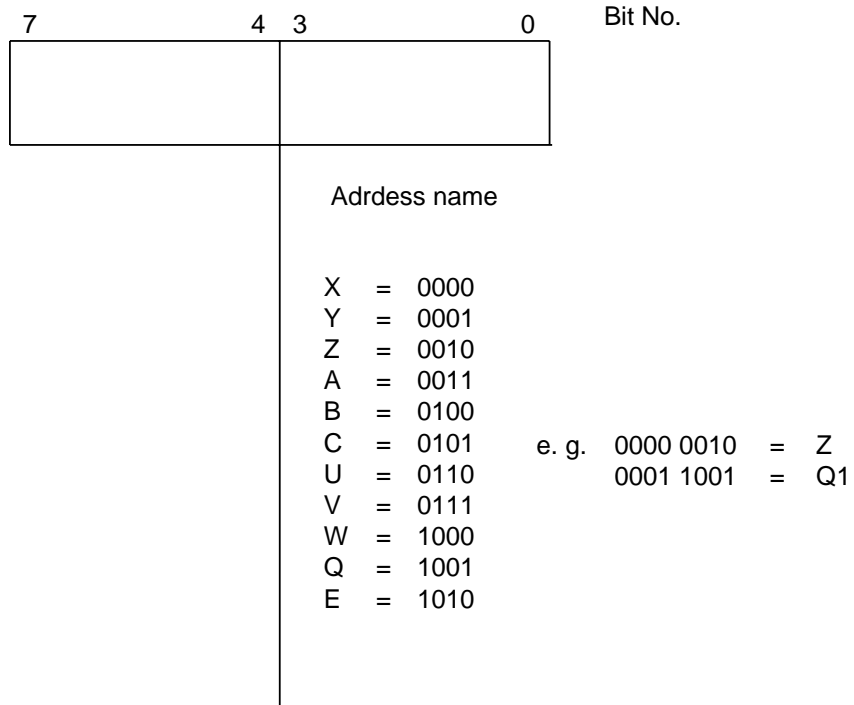 7 4 3 0 Bit No.
Adrdess name
X = 0000
Y = 0001
Z = 0010
A = 0011
B = 0100
C = 0101 e. g. 0000 0010 = Z
U = 0110 0001 1001 = Q1
V = 0111
W = 1000
Q = 1001
E = 1010